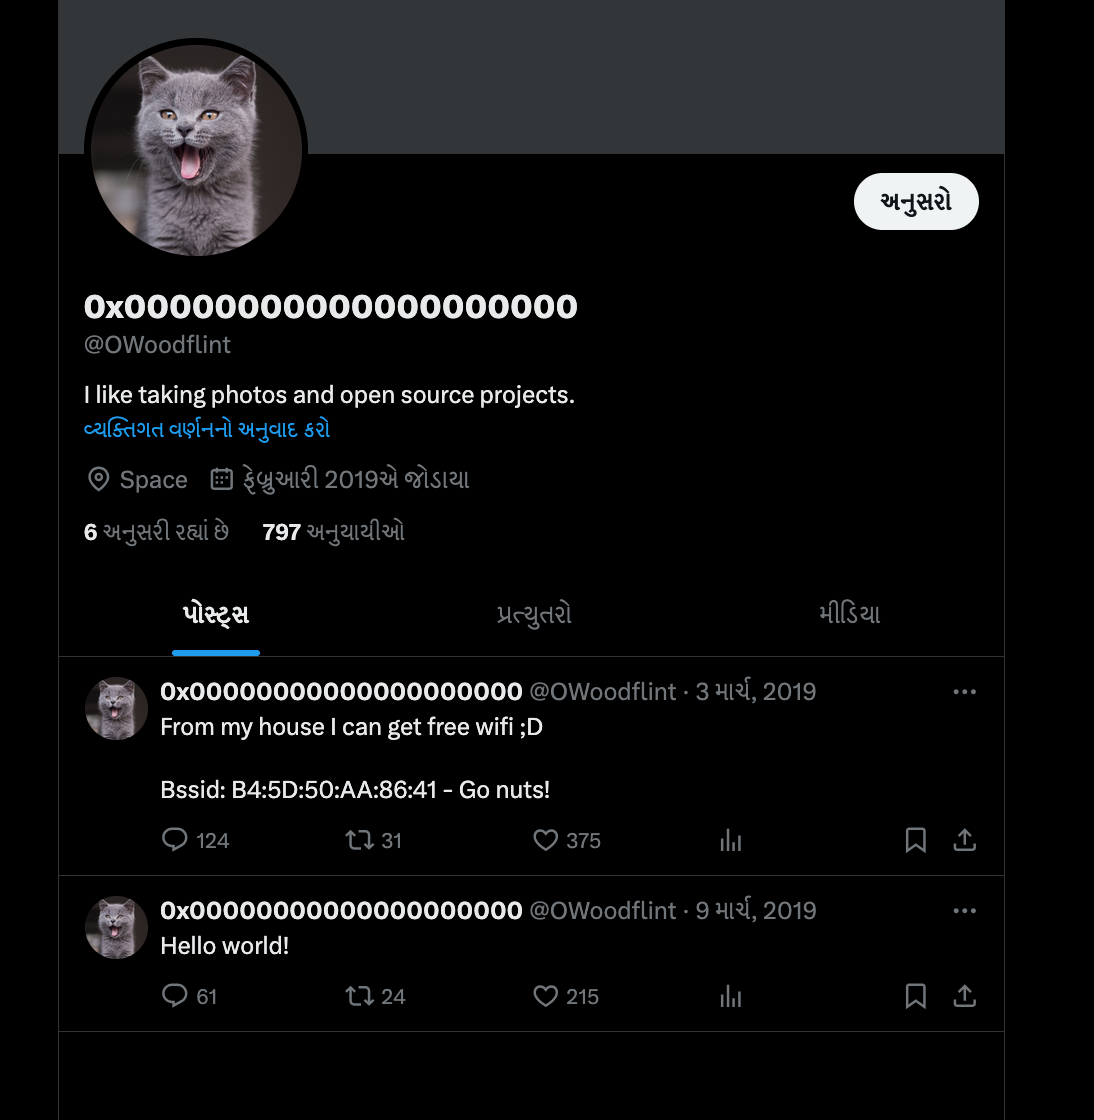 અનુસરો
0x00000000000000000000
@OWoodflint
I like taking photos and open source projects.
વ્યક્તિગત વર્ણનનો અનુવાદ કરો
Space ફેબ્રુઆરી 2019એ જોડાયા
6 અનુસરી રહ્યાં છે 797 અનુયાયીઓ
પોસ્ટ્સ પ્રત્યુતરો મીડિયા
0x00000000000000000000 @OWoodflint · 3 માર્ચ, 2019
From my house I can get free wifi ;D
Bssid: B4:5D:50:AA:86:41 - Go nuts!
124 31 375
0x00000000000000000000 @OWoodflint · 9 માર્ચ, 2019
Hello world!
61 24 215